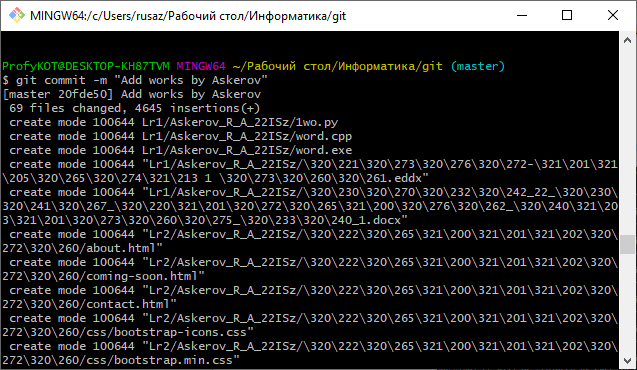 MINGW64:/c/Users/rusaz/Рабочий стол/Информатика/git
ProfyKOT@DESKTOP-KH87TVM MINGW64 ~/Рабочий стол/Информатика/git (master)
$ git commit -m "Add works by Askerov"
[master 20fde50] Add works by Askerov
 69 files changed, 4645 insertions(+)
 create mode 100644 Lr1/Askerov_R_A_22ISz/1wo.py
 create mode 100644 Lr1/Askerov_R_A_22ISz/word.cpp
 create mode 100644 Lr1/Askerov_R_A_22ISz/word.exe
 create mode 100644 "Lr1/Askerov_R_A_22ISz/\320\221\320\273\320\276\320\272-\321\201\321
\205\320\265\320\274\321\213 1 \320\273\320\260\320\261.eddx"
 create mode 100644 "Lr1/Askerov_R_A_22ISz/\320\230\320\270\320\232\320\242_22_\320\230\
320\241\320\267_\320\220\321\201\320\272\320\265\321\200\320\276\320\262_\320\240\321\20
3\321\201\320\273\320\260\320\275_\320\233\320\240_1.docx"
 create mode 100644 "Lr2/Askerov_R_A_22ISz/\320\222\320\265\321\200\321\201\321\202\320\
272\320\260/about.html"
 create mode 100644 "Lr2/Askerov_R_A_22ISz/\320\222\320\265\321\200\321\201\321\202\320\
272\320\260/coming-soon.html"
 create mode 100644 "Lr2/Askerov_R_A_22ISz/\320\222\320\265\321\200\321\201\321\202\320\
272\320\260/contact.html"
 create mode 100644 "Lr2/Askerov_R_A_22ISz/\320\222\320\265\321\200\321\201\321\202\320\
272\320\260/css/bootstrap-icons.css"
 create mode 100644 "Lr2/Askerov_R_A_22ISz/\320\222\320\265\321\200\321\201\321\202\320\
272\320\260/css/bootstrap.min.css"